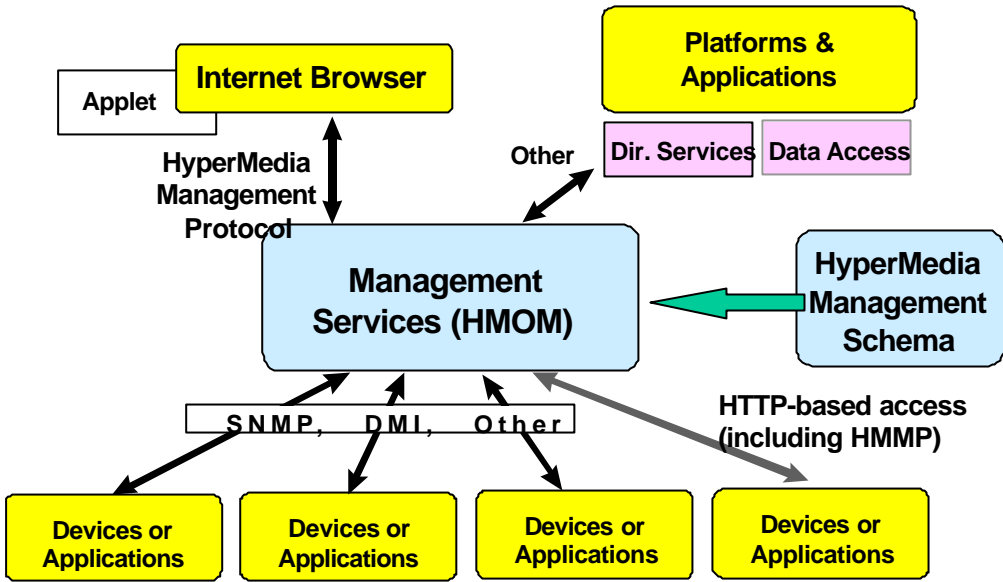 Internet Browser
Applet
Platforms &
Applications
Dir. Services
Data Access
HyperMedia
Management
Protocol
Other
Management
Services (HMOM)
HyperMedia
Management
Schema
SNMP, DMI, Other
HTTP-based access
(including HMMP)
Devices or
Applications
Devices or
Applications
Devices or
Applications
Devices or
Applications